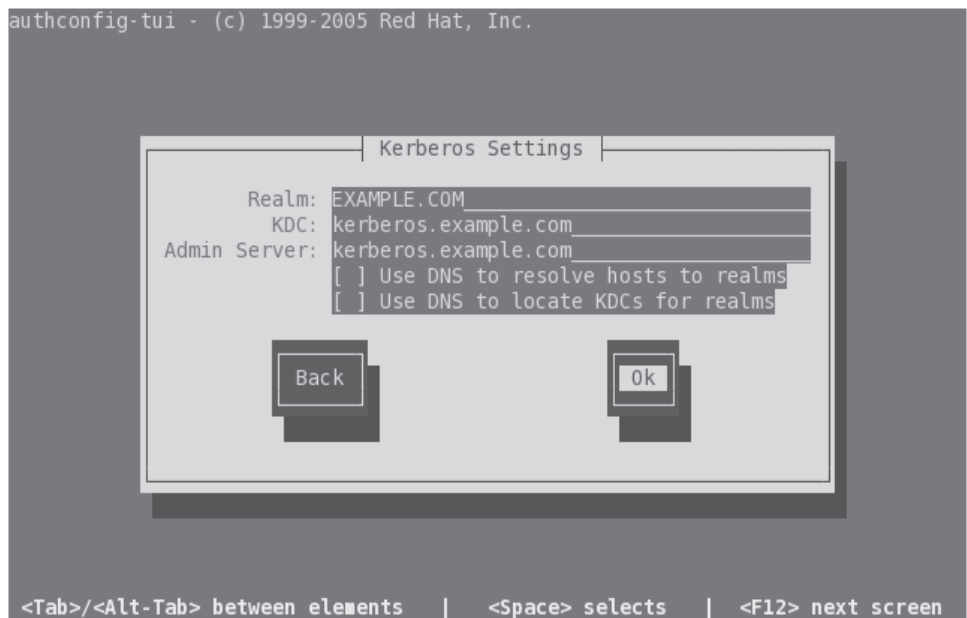 authconfig-tui - (c) 1999-2005 Red Hat, Inc.
Kerberos Settings
Realm: EXAMPLE.COM
KDC: kerberos.example.com
Admin Server: kerberos.example.com
[ ] Use DNS to resolve hosts to realms
[ ] Use DNS to locate KDCs for realms
Back Ok
<Tab>/<Alt-Tab> between elements | <Space> selects | <F12> next screen